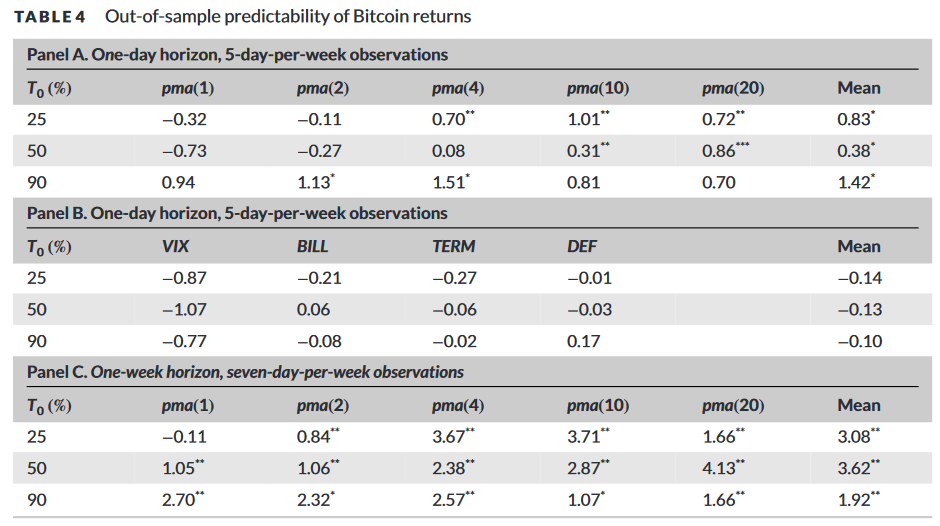 TABLE 4 Out-of-sample predictability of Bitcoin returns
Panel A. One-day horizon, 5-day-per-week observations
T₀ (%) pma(1) pma(2) pma(4) pma(10) pma(20) Mean
25 −0.32 −0.11 0.70** 1.01** 0.72** 0.83*
50 −0.73 −0.27 0.08 0.31** 0.86*** 0.38*
90 0.94 1.13* 1.51* 0.81 0.70 1.42*
Panel B. One-day horizon, 5-day-per-week observations
T₀ (%) VIX BILL TERM DEF Mean
25 −0.87 −0.21 −0.27 −0.01 −0.14
50 −1.07 0.06 −0.06 −0.03 −0.13
90 −0.77 −0.08 −0.02 0.17 −0.10
Panel C. One-week horizon, seven-day-per-week observations
T₀ (%) pma(1) pma(2) pma(4) pma(10) pma(20) Mean
25 −0.11 0.84** 3.67** 3.71** 1.66** 3.08**
50 1.05** 1.06** 2.38** 2.87** 4.13** 3.62**
90 2.70** 2.32* 2.57** 1.07* 1.66** 1.92**